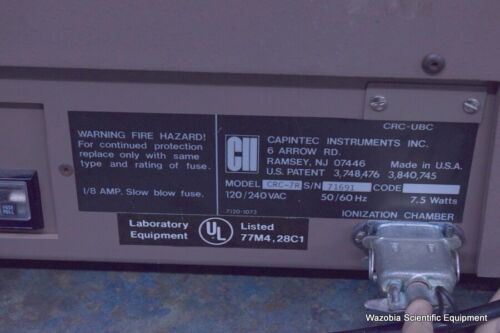 CRC-UBC
WARNING FIRE HAZARD!
For continued protection
replace only with same
type and rating of fuse.
1/8 AMP. Slow blow fuse.
CAPINTEC INSTRUMENTS INC.
6 ARROW RD.
RAMSEY, NJ 07446 Made in U.S.A.
U.S. PATENT 3,748,476 3,840,745
MODEL CRC-7R S/N 71691 CODE
120/240VAC 50/60 Hz 7.5 Watts
7120-1073
IONIZATION CHAMBER
Laboratory
Equipment
UL
Listed
77M4,28C1
Wazobia Scientific Equipment